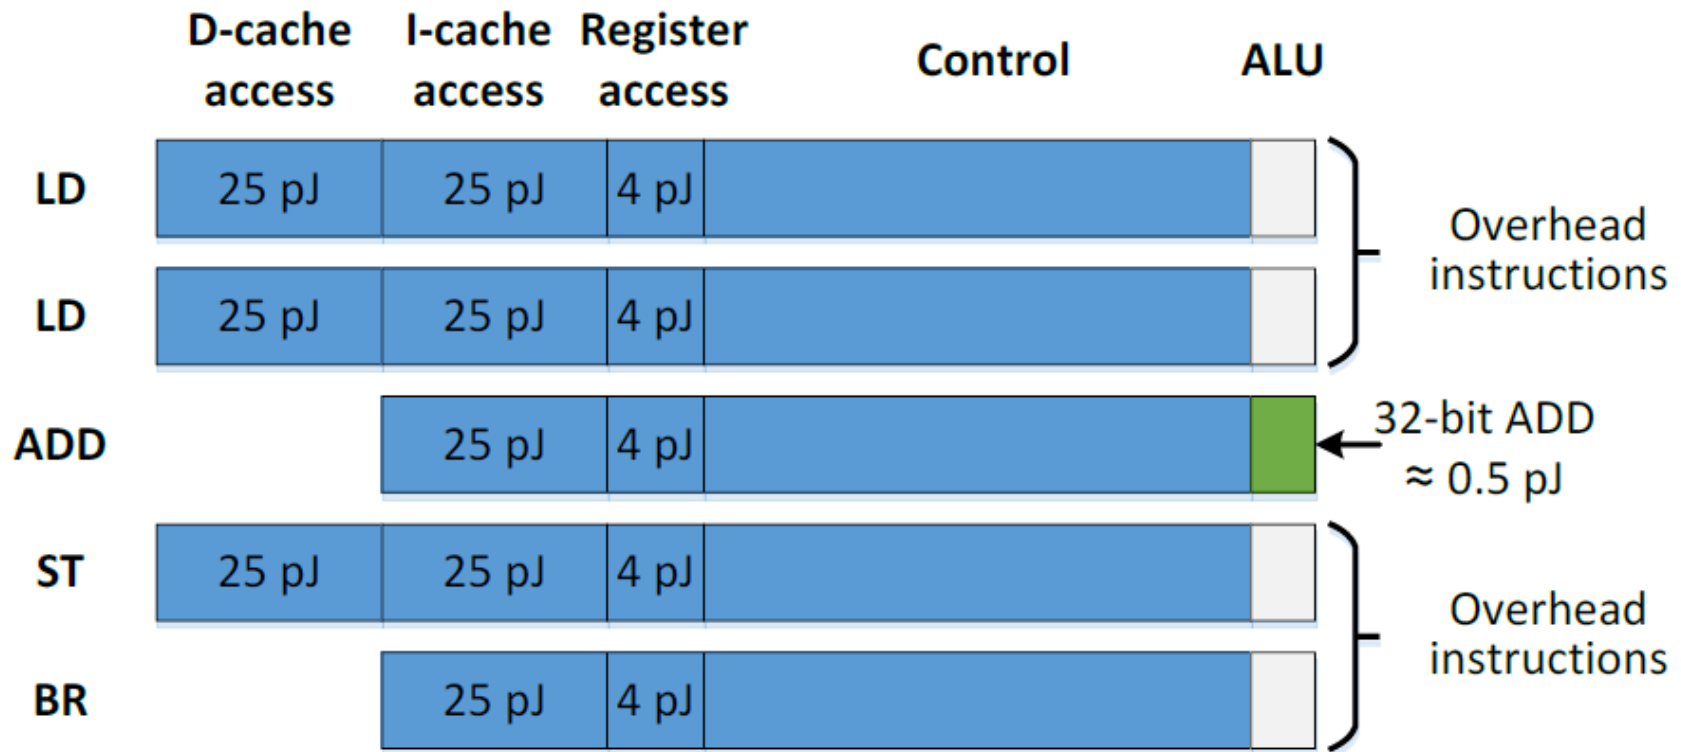 D-cache I-cache Register
access access access
Control ALU
LD 25 pJ 25 pJ 4 pJ
Overhead
instructions
LD 25 pJ 25 pJ 4 pJ
ADD 25 pJ 4 pJ
32-bit ADD
≈ 0.5 pJ
ST 25 pJ 25 pJ 4 pJ
Overhead
instructions
BR 25 pJ 4 pJ